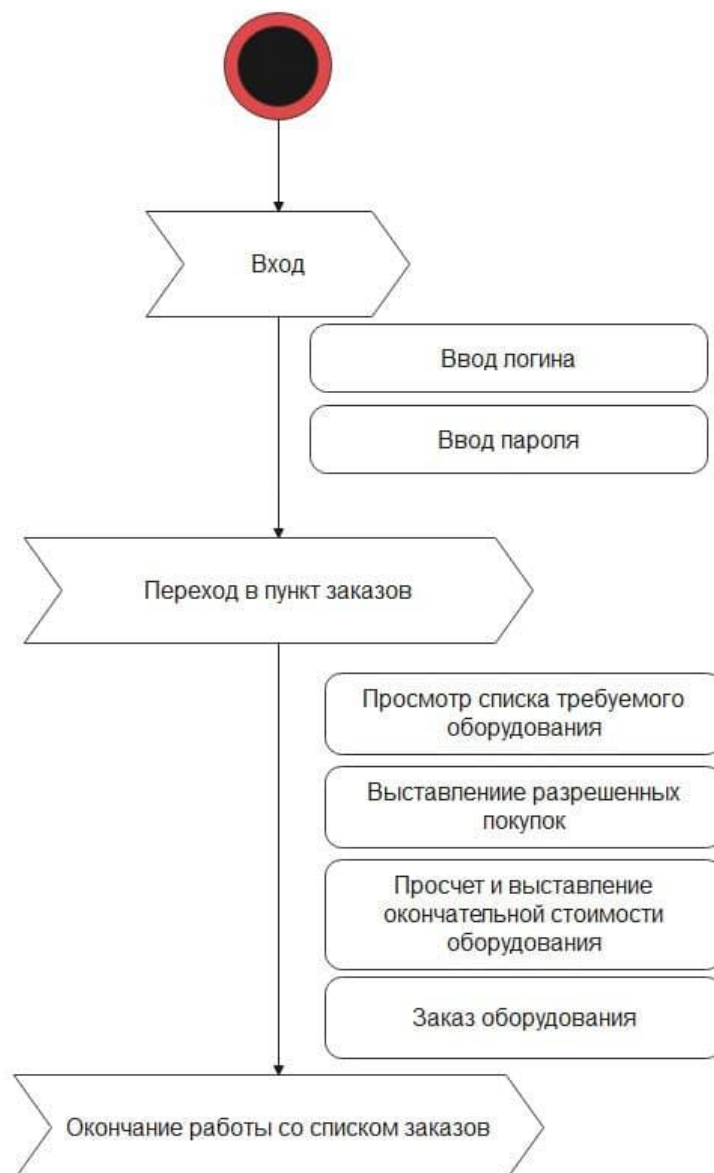 Вход
Ввод логина
Ввод пароля
Переход в пункт заказов
Просмотр списка требуемого
оборудования
Выставлениие разрешенных
покупок
Просчет и выставление
окончательной стоимости
оборудования
Заказ оборудования
Окончание работы со списком заказов